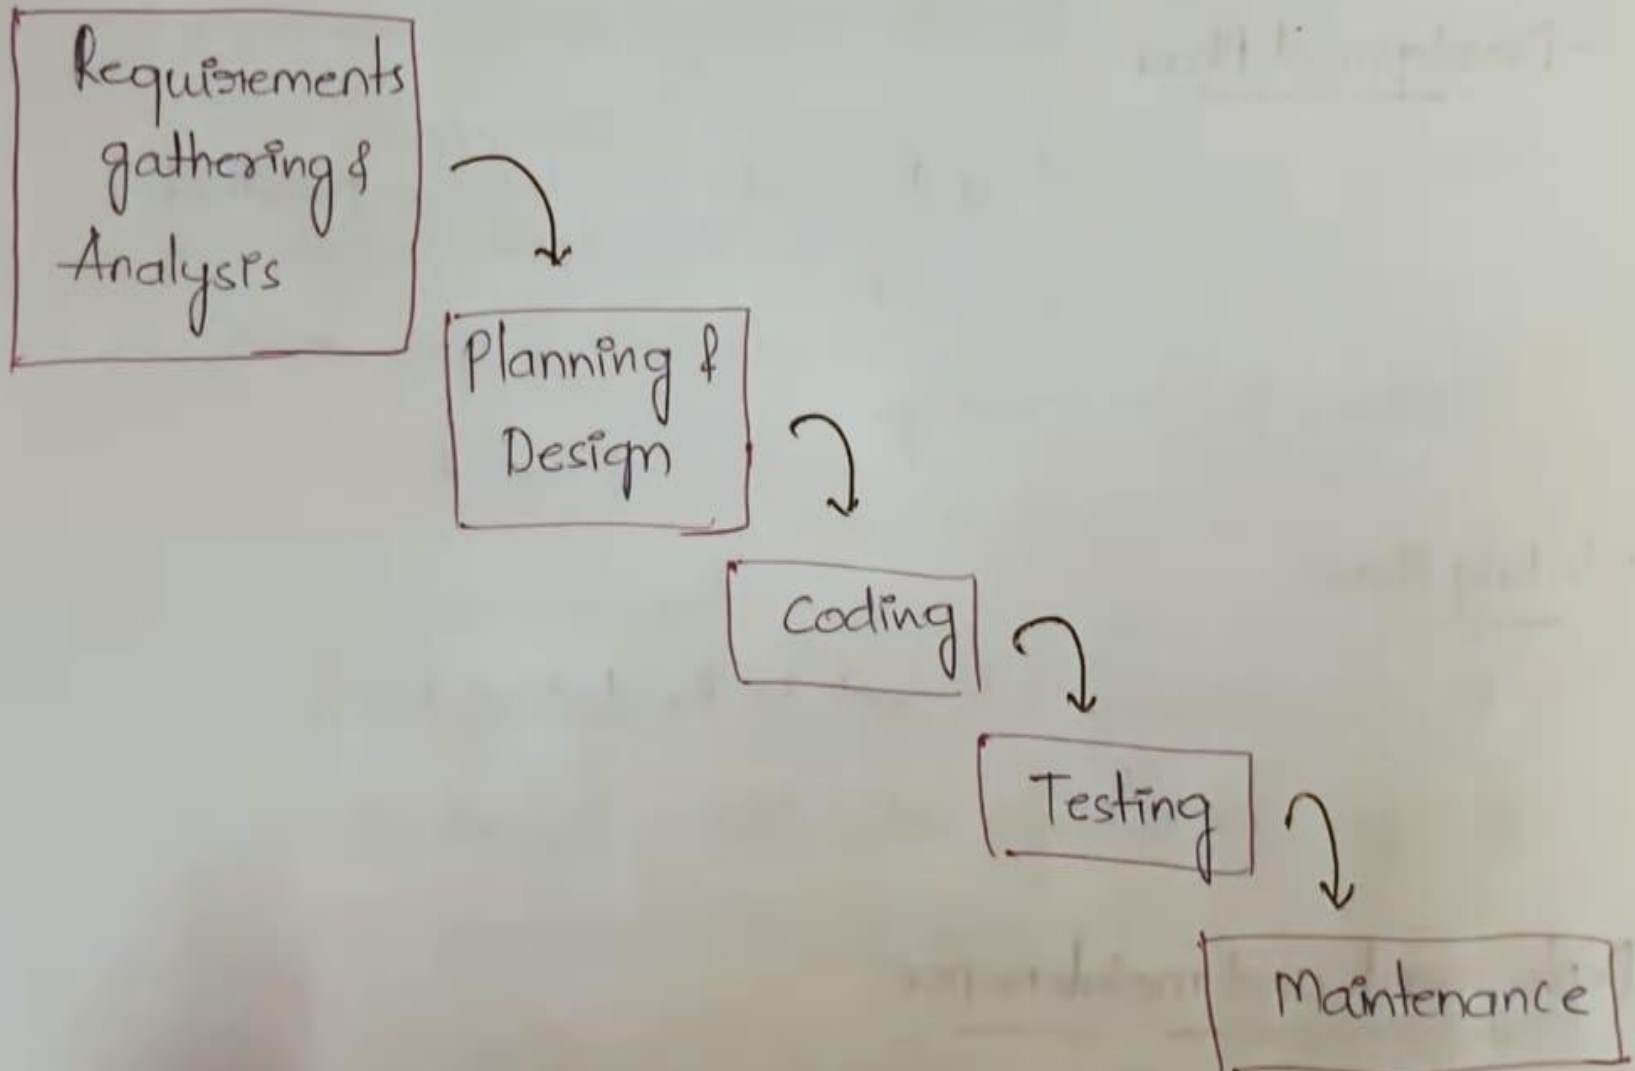 Requirements
gathering &
Analysis
Planning &
Design
Coding
Testing
Maintenance